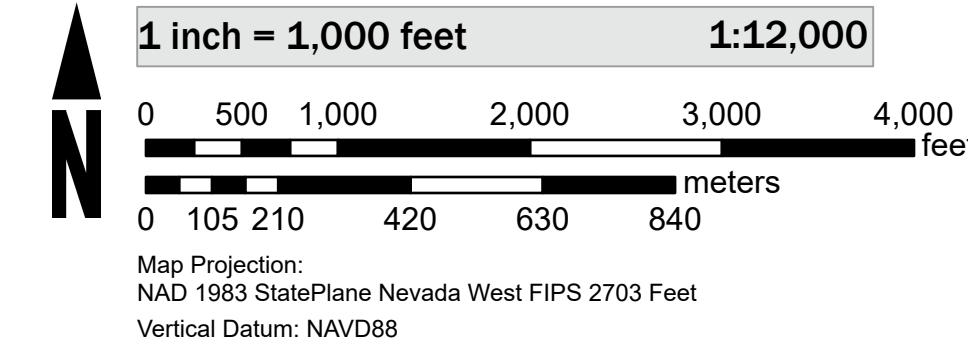 1 inch = 1,000 feet 1:12,000
0 500 1,000 2,000 3,000 4,000
feet
meters
0 105 210 420 630 840
N
Map Projection:
NAD 1983 StatePlane Nevada West FIPS 2703 Feet
Vertical Datum: NAVD88